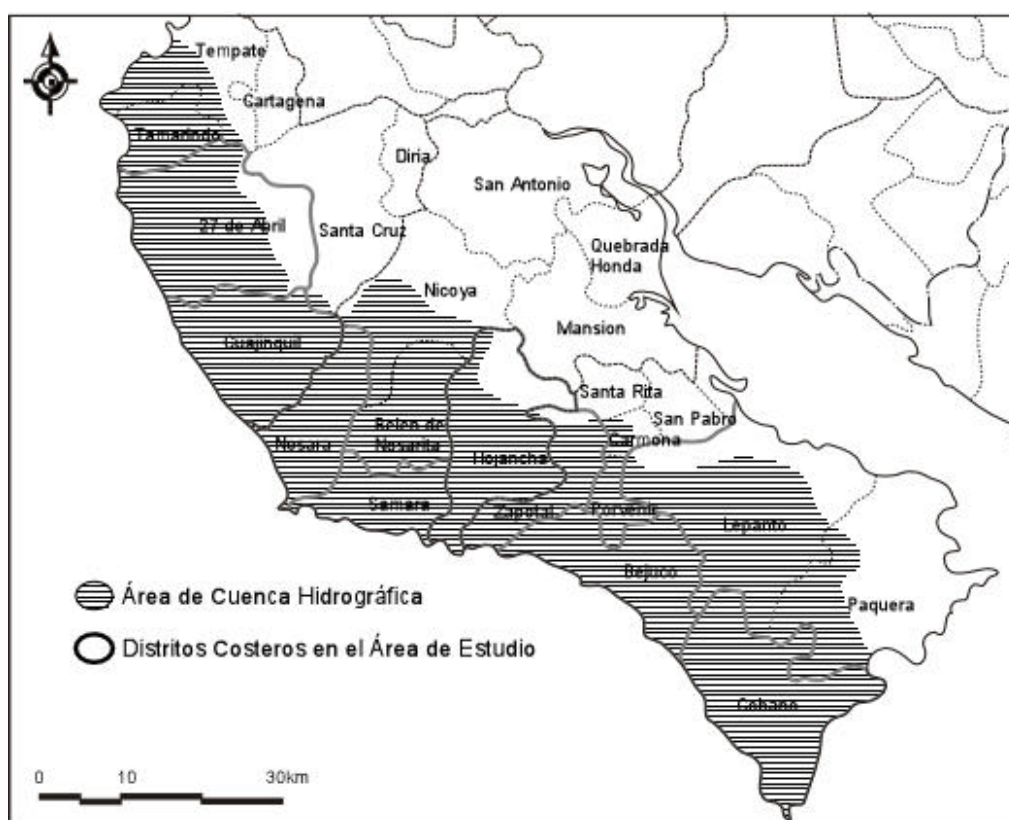 Tempate
Cartagena
Tamarindo
Diria
San Antonio
27 de Abril
Santa Cruz
Quebrada
Honda
Nicoya
Mansion
Guajinquil
Santa Rita
San Pabro
Belen de
Nosarita
Nosara
Carmona
Hojancha
Samara
Zapotal
Porvenir
Lepanto
Bejuco
Paquera
Cobano
Área de Cuenca Hidrográfica
Distritos Costeros en el Área de Estudio
0 10 30km